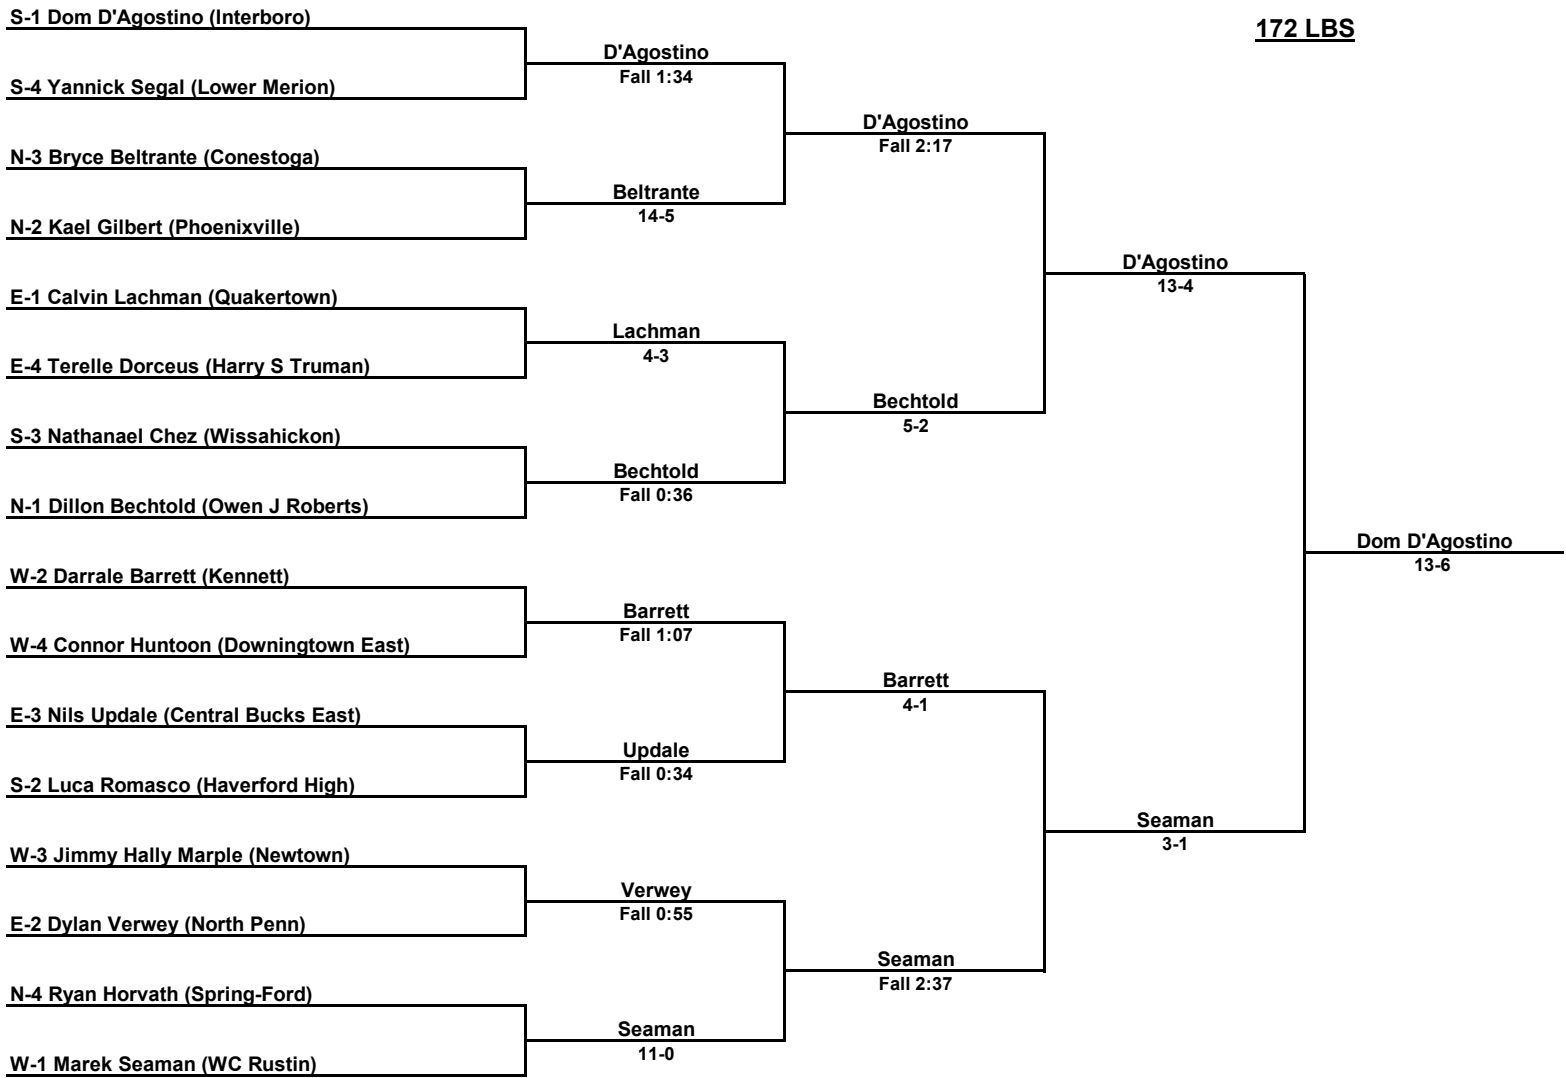 S-1 Dom D'Agostino (Interboro)
172 LBS
D'Agostino
Fall 1:34
S-4 Yannick Segal (Lower Merion)
D'Agostino
Fall 2:17
N-3 Bryce Beltrante (Conestoga)
Beltrante
14-5
N-2 Kael Gilbert (Phoenixville)
D'Agostino
13-4
E-1 Calvin Lachman (Quakertown)
Lachman
4-3
E-4 Terelle Dorceus (Harry S Truman)
Bechtold
5-2
S-3 Nathanael Chez (Wissahickon)
Bechtold
Fall 0:36
N-1 Dillon Bechtold (Owen J Roberts)
Dom D'Agostino
13-6
W-2 Darrale Barrett (Kennett)
Barrett
Fall 1:07
W-4 Connor Huntoon (Downingtown East)
Barrett
4-1
E-3 Nils Updale (Central Bucks East)
Updale
Fall 0:34
S-2 Luca Romasco (Haverford High)
Seaman
3-1
W-3 Jimmy Hally Marple (Newtown)
Verwey
Fall 0:55
E-2 Dylan Verwey (North Penn)
Seaman
Fall 2:37
N-4 Ryan Horvath (Spring-Ford)
Seaman
11-0
W-1 Marek Seaman (WC Rustin)